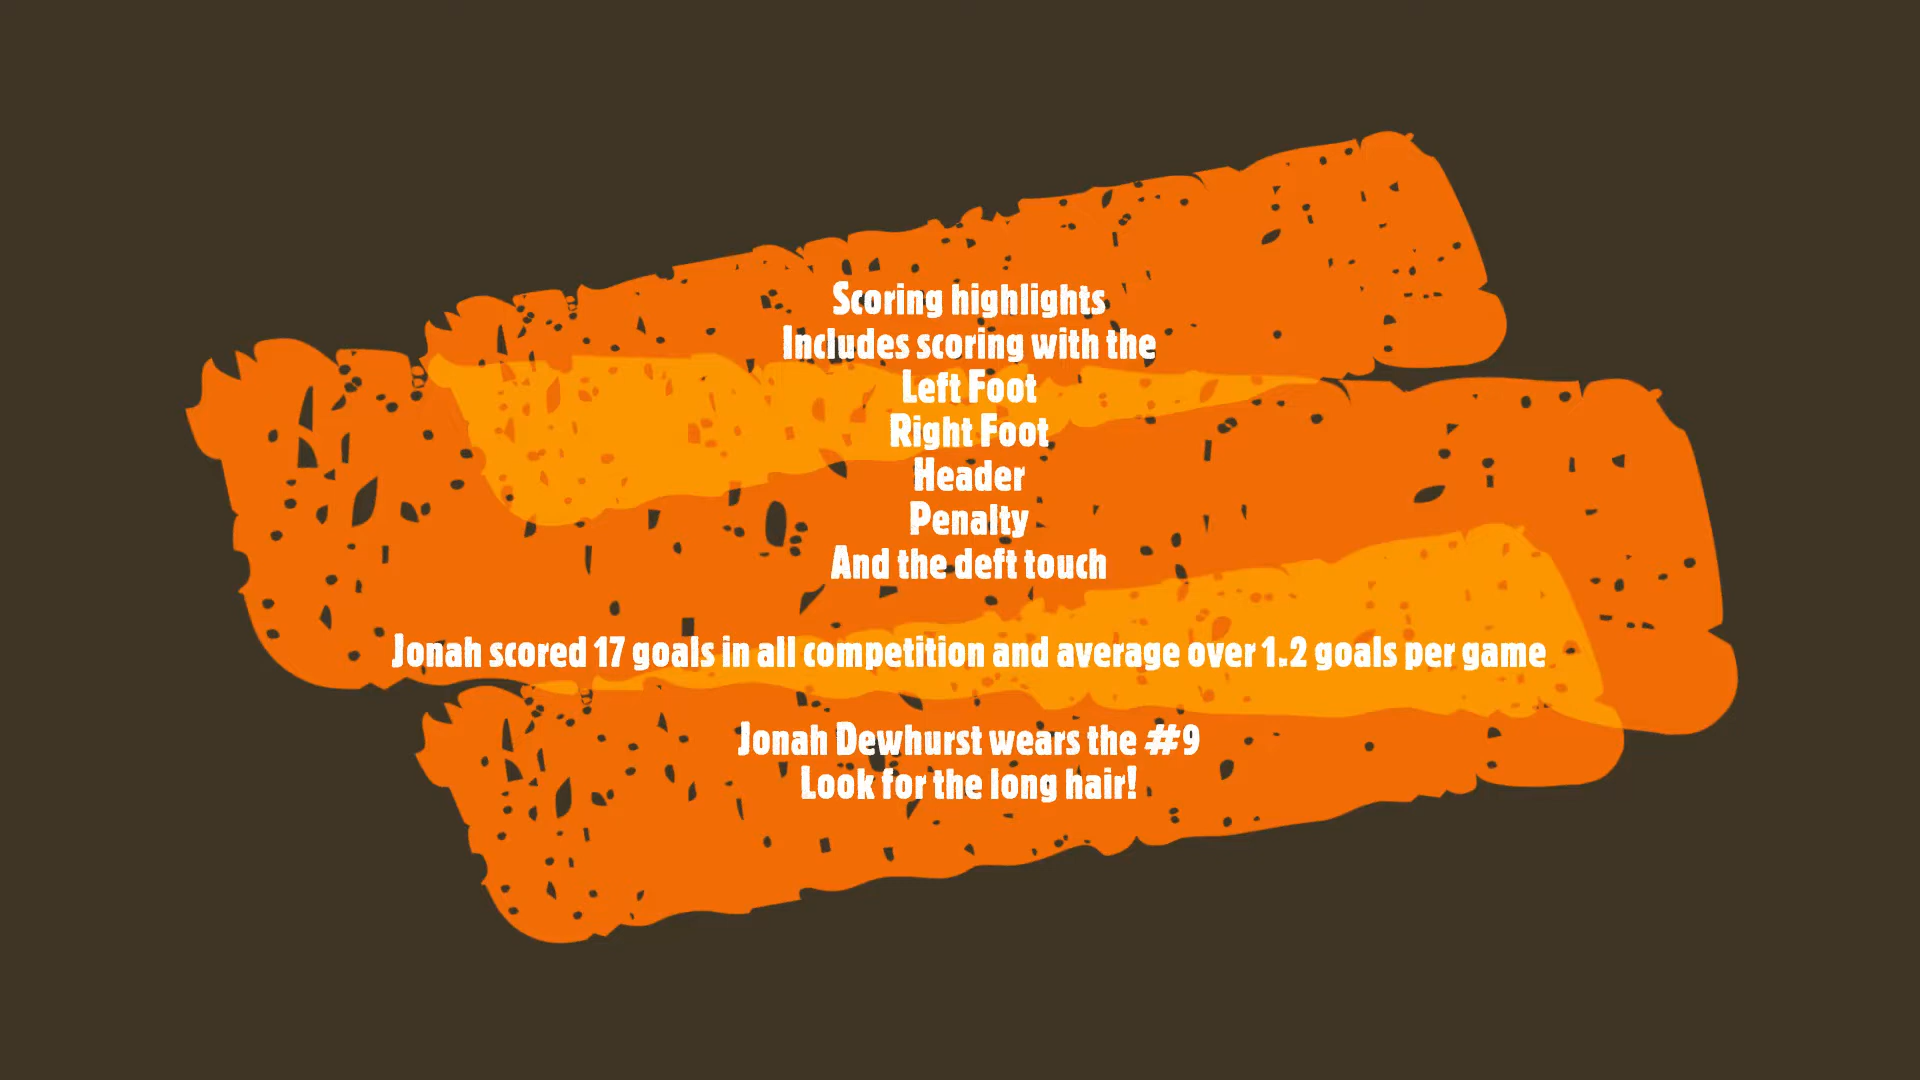 Scoring highlights
Includes scoring with the
Left Foot
Right Foot
Header
Penalty
And the deft touch
Jonah scored 17 goals in all competition and average over 1.2 goals per game
Jonah Dewhurst wears the #9
Look for the long hair!